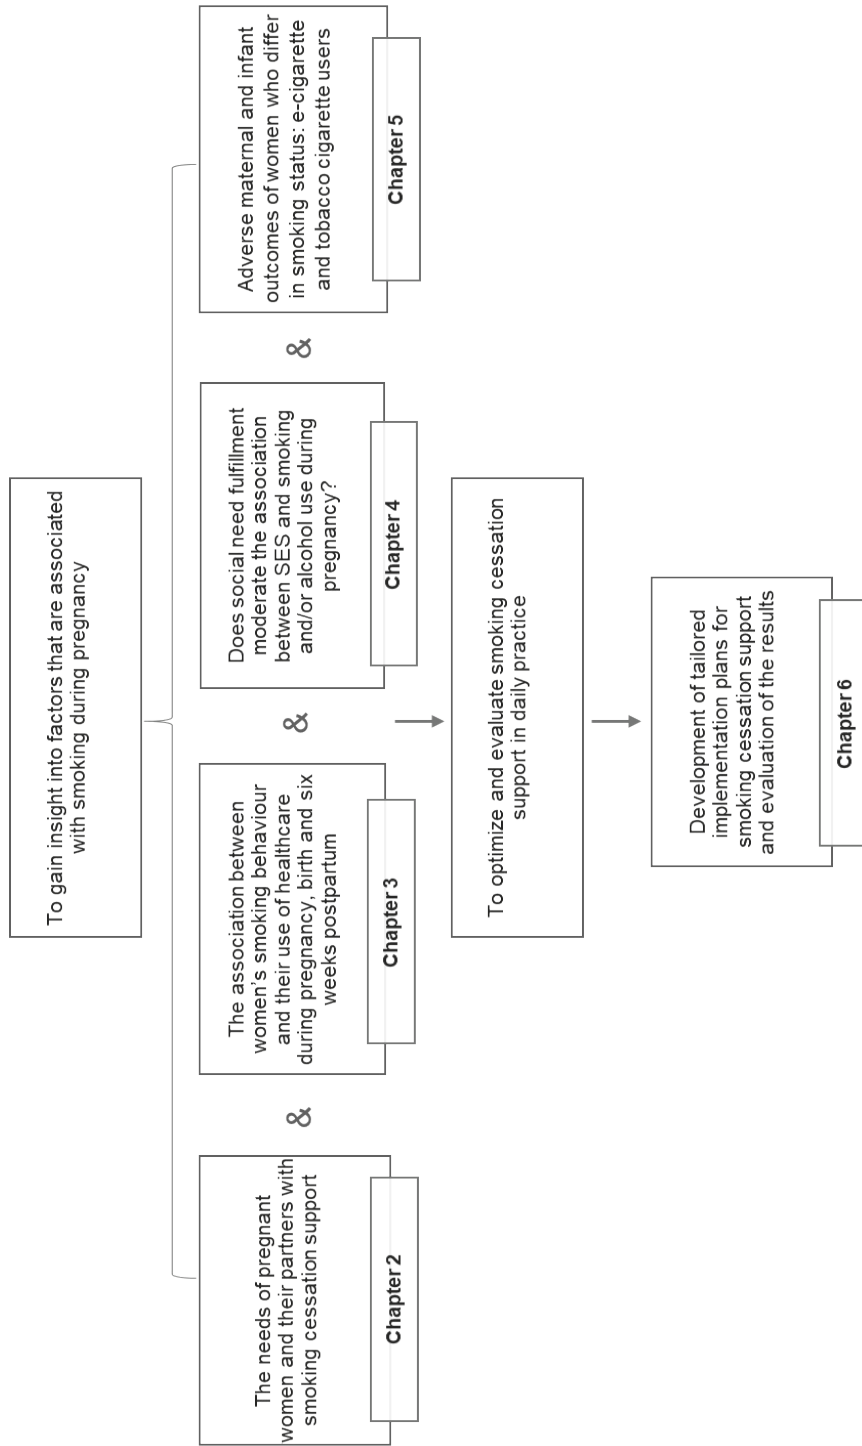 To gain insight into factors that are associated
with smoking during pregnancy
The needs of pregnant
women and their partners with
smoking cessation support
Chapter 2
&
The association between
women's smoking behaviour
and their use of healthcare
during pregnancy, birth and six
weeks postpartum
Chapter 3
&
Does social need fulfillment
moderate the association
between SES and smoking
and/or alcohol use during
pregnancy?
Chapter 4
&
Adverse maternal and infant
outcomes of women who differ
in smoking status: e-cigarette
and tobacco cigarette users
Chapter 5
To optimize and evaluate smoking cessation
support in daily practice
Development of tailored
implementation plans for
smoking cessation support
and evaluation of the results
Chapter 6